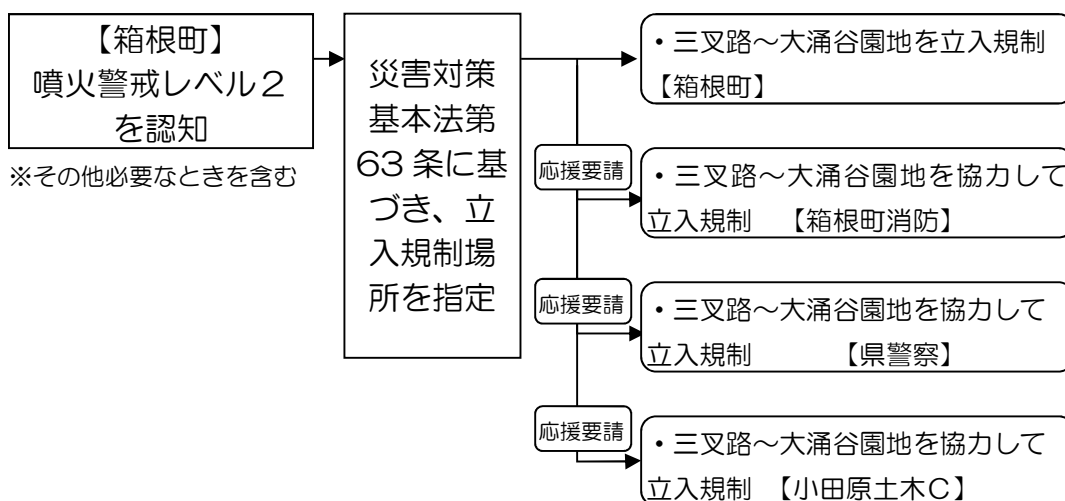 【箱根町】
噴火警戒レベル２
を認知
※その他必要なときを含む
災害対策
基本法第
63 条に基
づき、立
入規制場
所を指定
・三叉路～大涌谷園地を立入規制
【箱根町】
応援要請
・三叉路～大涌谷園地を協力して
立入規制　【箱根町消防】
応援要請
・三叉路～大涌谷園地を協力して
立入規制　　　【県警察】
応援要請
・三叉路～大涌谷園地を協力して
立入規制　【小田原土木Ｃ】